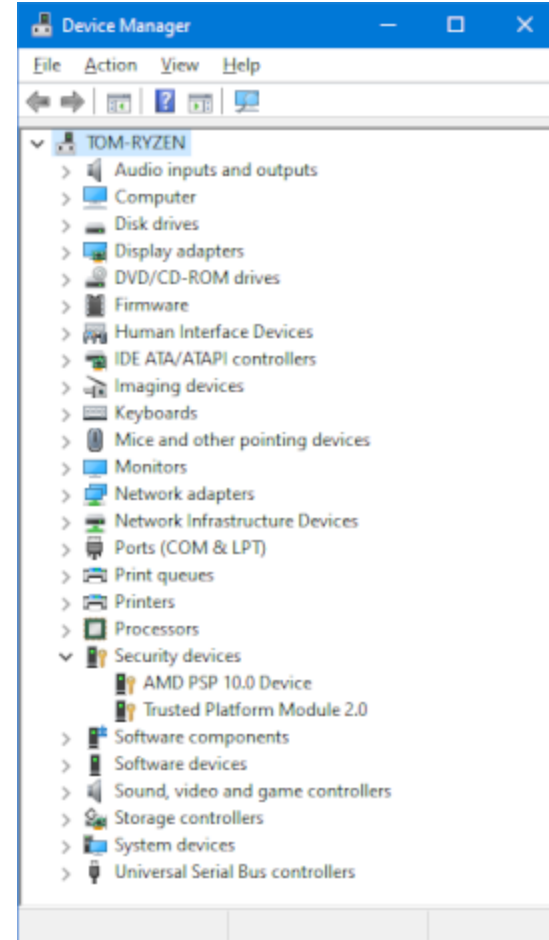 Device Manager
File Action View Help
TOM-RYZEN
Audio inputs and outputs
Computer
Disk drives
Display adapters
DVD/CD-ROM drives
Firmware
Human Interface Devices
IDE ATA/ATAPI controllers
Imaging devices
Keyboards
Mice and other pointing devices
Monitors
Network adapters
Network Infrastructure Devices
Ports (COM & LPT)
Print queues
Printers
Processors
Security devices
AMD PSP 10.0 Device
Trusted Platform Module 2.0
Software components
Software devices
Sound, video and game controllers
Storage controllers
System devices
Universal Serial Bus controllers